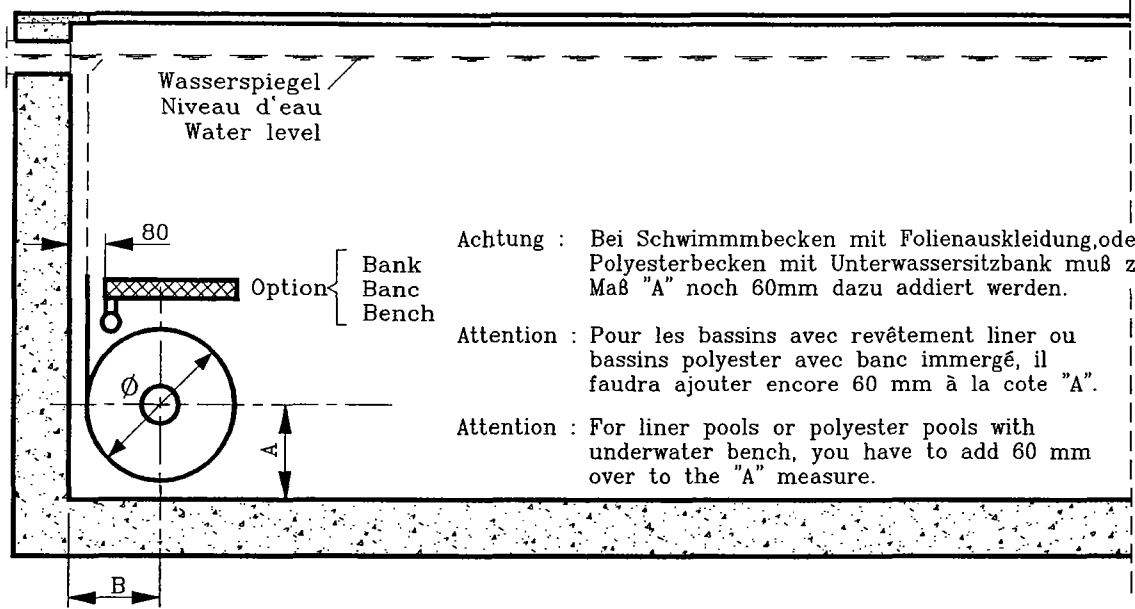 Wasserspiegel
Niveau d'eau
Water level
80
Option
Bank
Banc
Bench
Ø
A
B
Achtung : Bei Schwimmmbecken mit Folienauskleidung,ode
Polyesterbecken mit Unterwassersitzbank muß z
Maß "A" noch 60mm dazu addiert werden.
Attention : Pour les bassins avec revêtement liner ou
bassins polyester avec banc immergé, il
faudra ajouter encore 60 mm à la cote "A".
Attention : For liner pools or polyester pools with
underwater bench, you have to add 60 mm
over to the "A" measure.